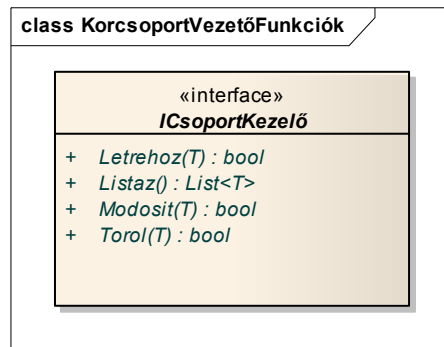 class KorcsoportVezetőFunkciók
«interface»
ICsoportKezelő
+ Letrehoz(T) : bool
+ Listaz() : List<T>
+ Modosit(T) : bool
+ Torol(T) : bool